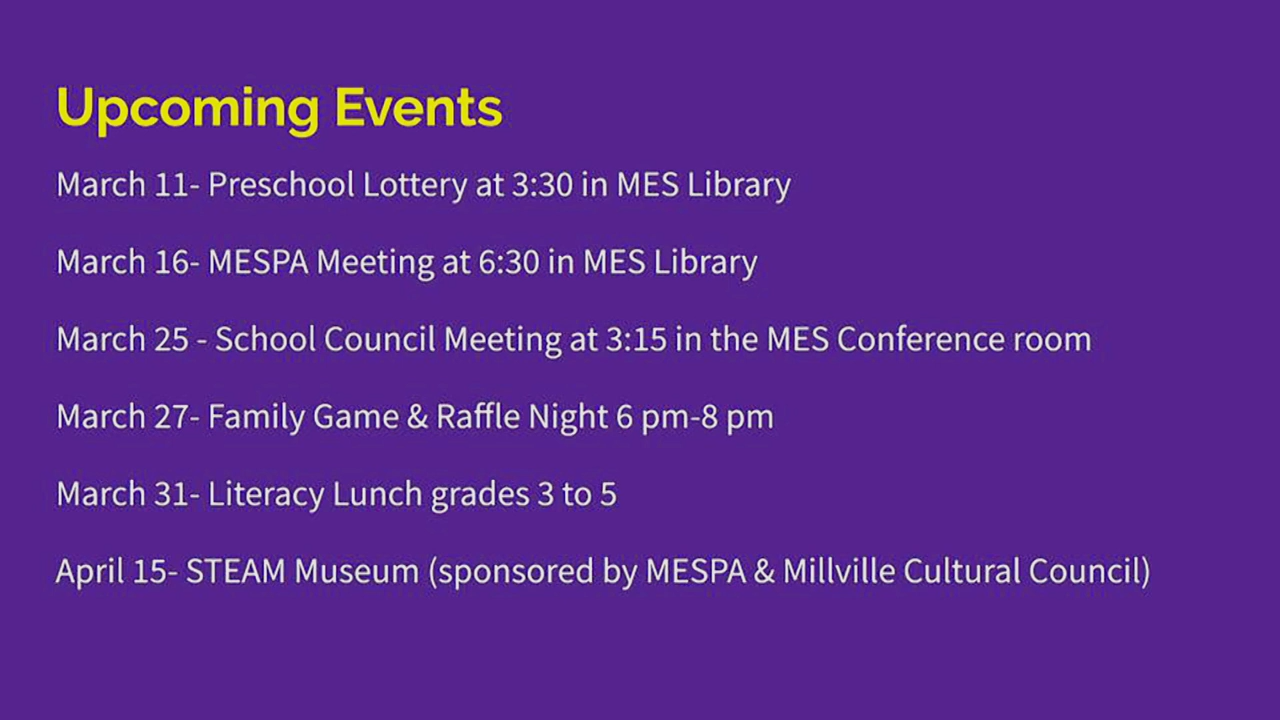 Upcoming Events
March 11- Preschool Lottery at 3:30 in MES Library
March 16- MESPA Meeting at 6:30 in MES Library
March 25 - School Council Meeting at 3:15 in the MES Conference room
March 27- Family Game & Raffle Night 6 pm-8 pm
March 31- Literacy Lunch grades 3 to 5
April 15- STEAM Museum (sponsored by MESPA & Millville Cultural Council)